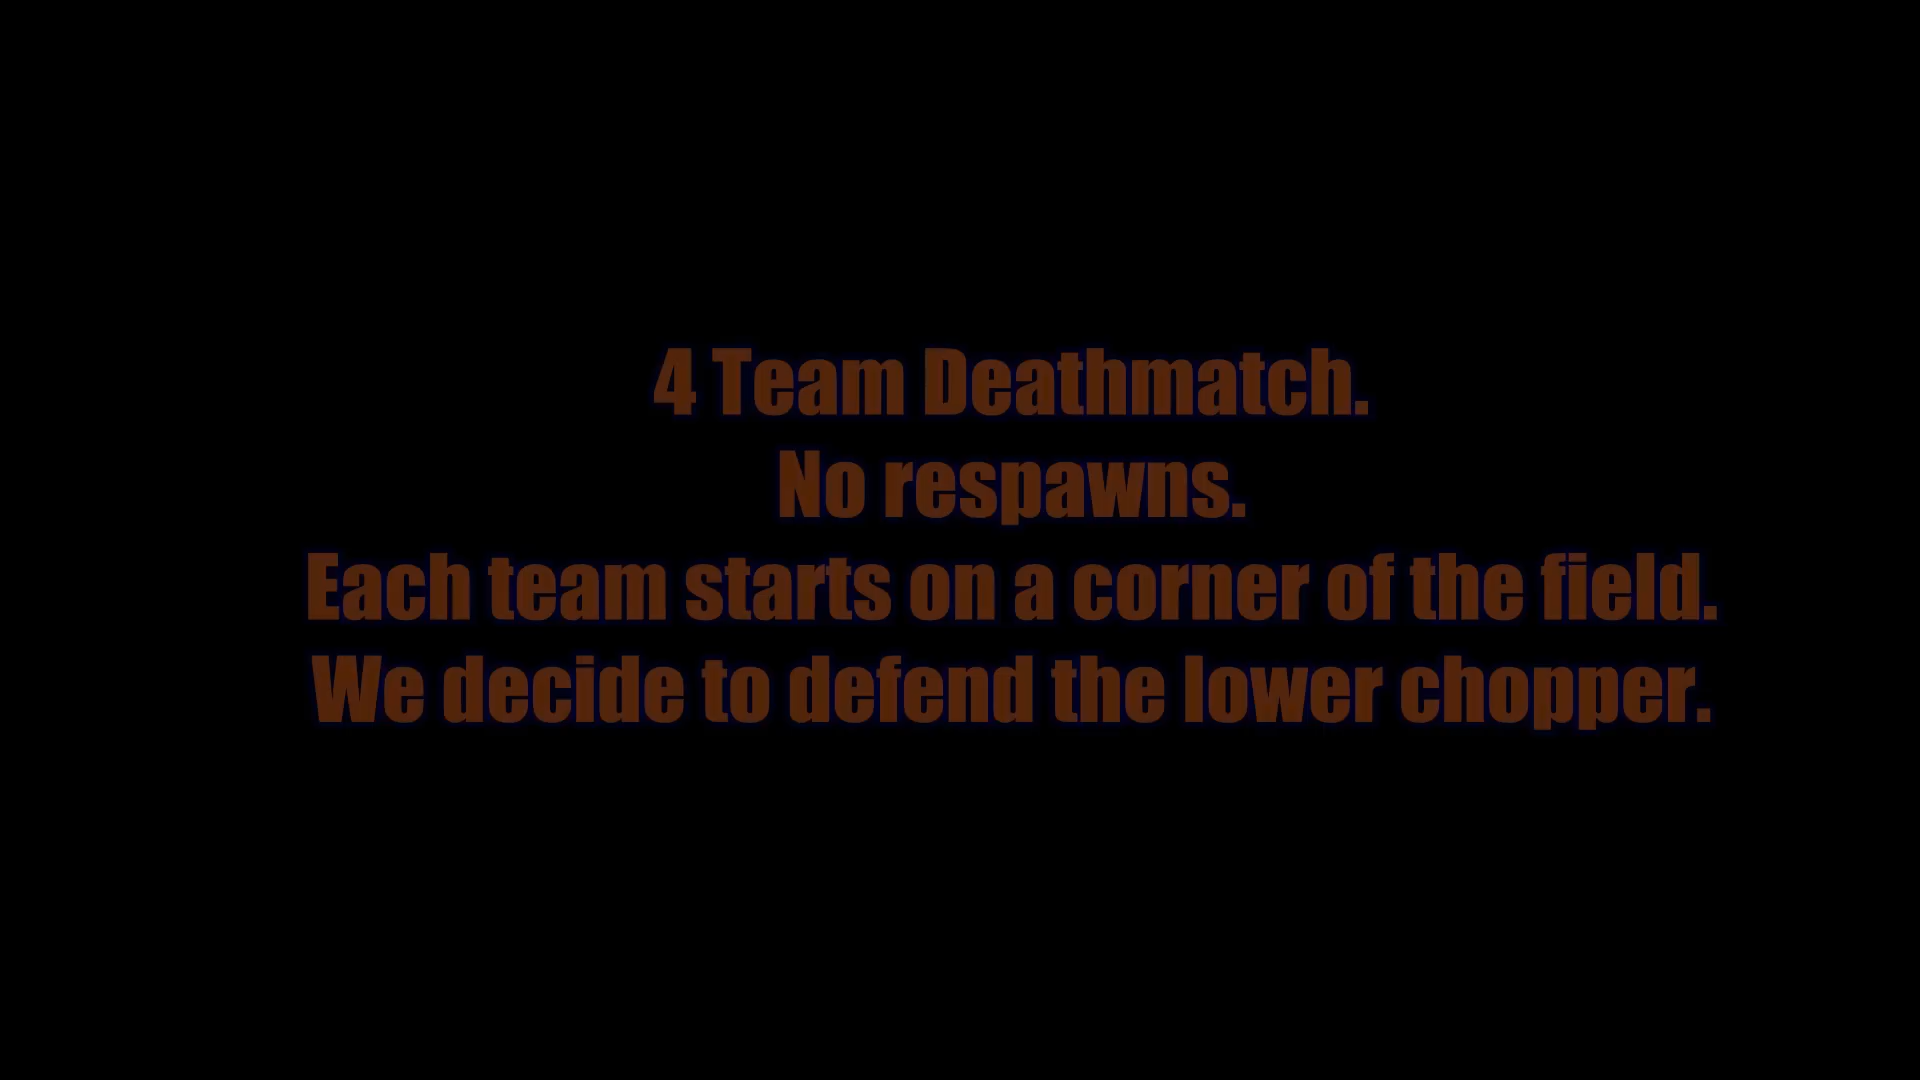 4 Team Deathmatch.
No respawns.
Each team starts on a corner of the field.
We decide to defend the lower chopper.